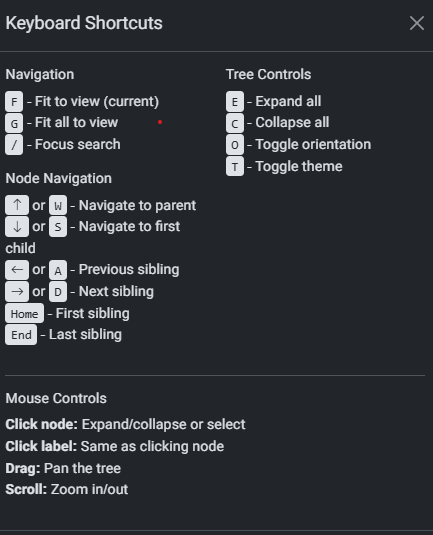 Keyboard Shortcuts
Navigation
F - Fit to view (current)
G - Fit all to view
/ - Focus search
Node Navigation
↑ or W - Navigate to parent
↓ or S - Navigate to first
child
← or A - Previous sibling
→ or D - Next sibling
Home - First sibling
End - Last sibling
Tree Controls
E - Expand all
C - Collapse all
O - Toggle orientation
T - Toggle theme
Mouse Controls
Click node: Expand/collapse or select
Click label: Same as clicking node
Drag: Pan the tree
Scroll: Zoom in/out